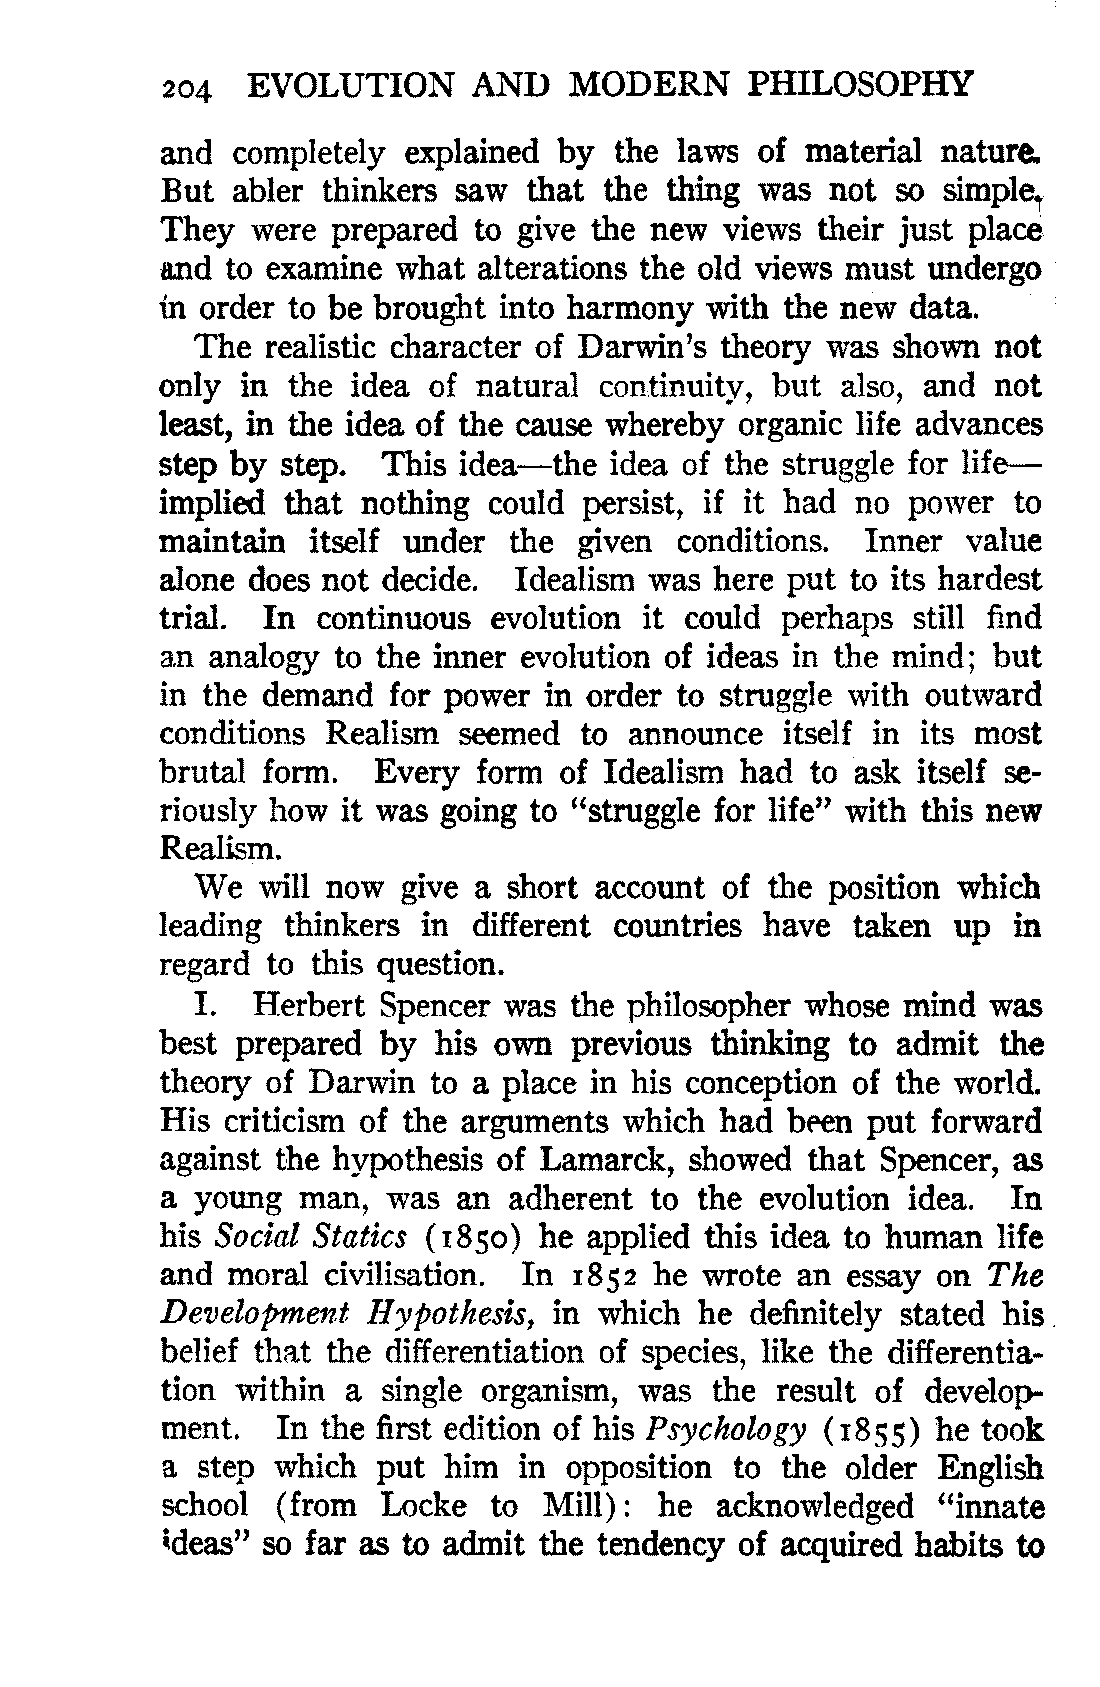 204 EVOLUTION AND MODERN PHILOSOPHY
and completely explained by the laws of material nature.
But abler thinkers saw that the thing was not so simple.
They were prepared to give the new views their just place
and to examine what alterations the old views must undergo
in order to be brought into harmony with the new data.
The realistic character of Darwin's theory was shown not
only in the idea of natural continuity, but also, and not
least, in the idea of the cause whereby organic life advances
step by step. This idea—the idea of the struggle for life—
implied that nothing could persist, if it had no power to
maintain itself under the given conditions. Inner value
alone does not decide. Idealism was here put to its hardest
trial. In continuous evolution it could perhaps still find
an analogy to the inner evolution of ideas in the mind; but
in the demand for power in order to struggle with outward
conditions Realism seemed to announce itself in its most
brutal form. Every form of Idealism had to ask itself se-
riously how it was going to "struggle for life" with this new
Realism.
We will now give a short account of the position which
leading thinkers in different countries have taken up in
regard to this question.
I. Herbert Spencer was the philosopher whose mind was
best prepared by his own previous thinking to admit the
theory of Darwin to a place in his conception of the world.
His criticism of the arguments which had been put forward
against the hypothesis of Lamarck, showed that Spencer, as
a young man, was an adherent to the evolution idea. In
his Social Statics (1850) he applied this idea to human life
and moral civilisation. In 1852 he wrote an essay on The
Development Hypothesis, in which he definitely stated his
belief that the differentiation of species, like the differentia-
tion within a single organism, was the result of develop-
ment. In the first edition of his Psychology (1855) he took
a step which put him in opposition to the older English
school (from Locke to Mill): he acknowledged "innate
ideas" so far as to admit the tendency of acquired habits to